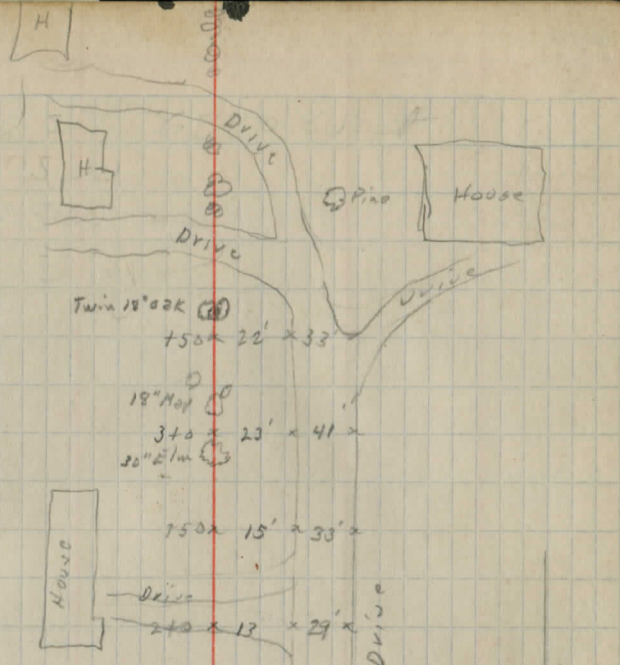 H
Drive
H
Pine
House
Drive
Drive
Twin 18" Oak
+50 x 22' x 33'
18" Map
3+0 x 23' x 41' x
30" Elm
+50 x 15' x 33' x
House
Drive
2+0 x 13 x 29' x
Drive